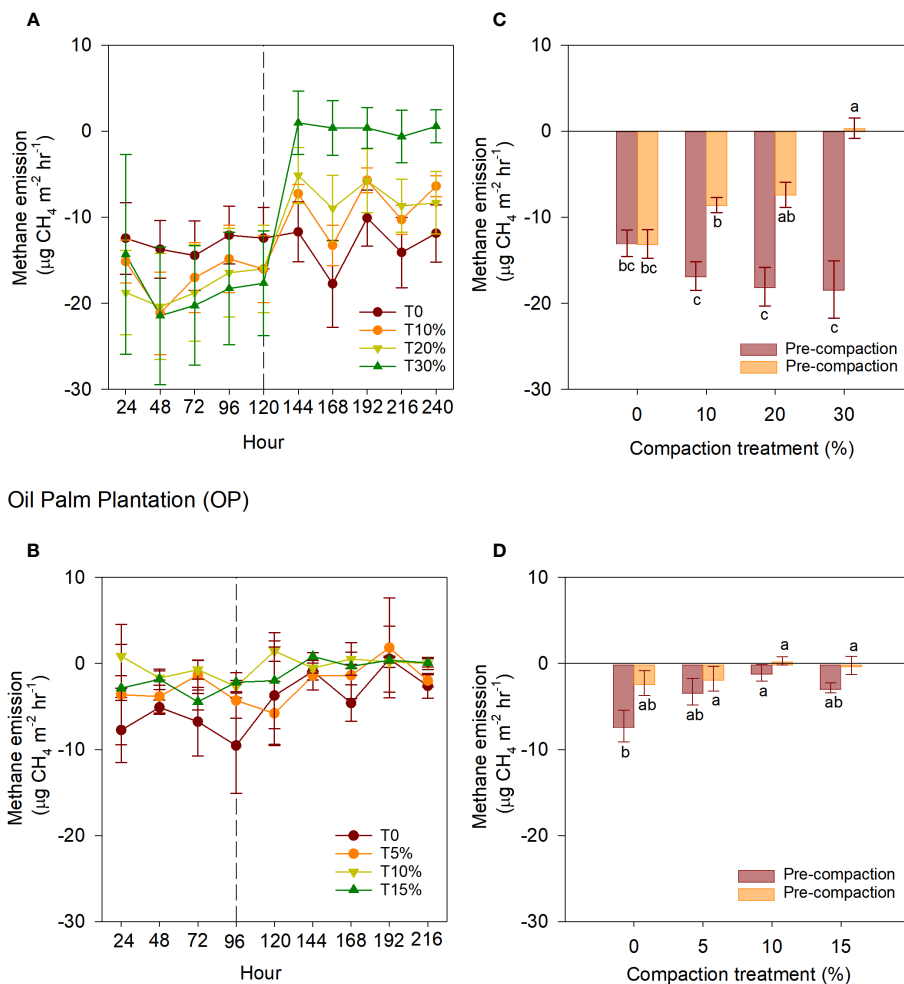 A
10
0
-10
-20
-30
Methane emission
(µg CH4 m-2 hr-1)
T0
T10%
T20%
T30%
24 48 72 96 120 144 168 192 216 240
Hour
C
10
0
-10
-20
-30
Methane emission
(µg CH4 m-2 hr-1)
bc bc c b c ab c a
Pre-compaction
Pre-compaction
0 10 20 30
Compaction treatment (%)
Oil Palm Plantation (OP)
B
10
0
-10
-20
-30
Methane emission
(µg CH4 m-2 hr-1)
T0
T5%
T10%
T15%
24 48 72 96 120 144 168 192 216
Hour
D
10
0
-10
-20
-30
Methane emisssion
(µg CH4 m-2 hr-1)
b ab ab a a a ab a
Pre-compaction
Pre-compaction
0 5 10 15
Compaction treatment (%)